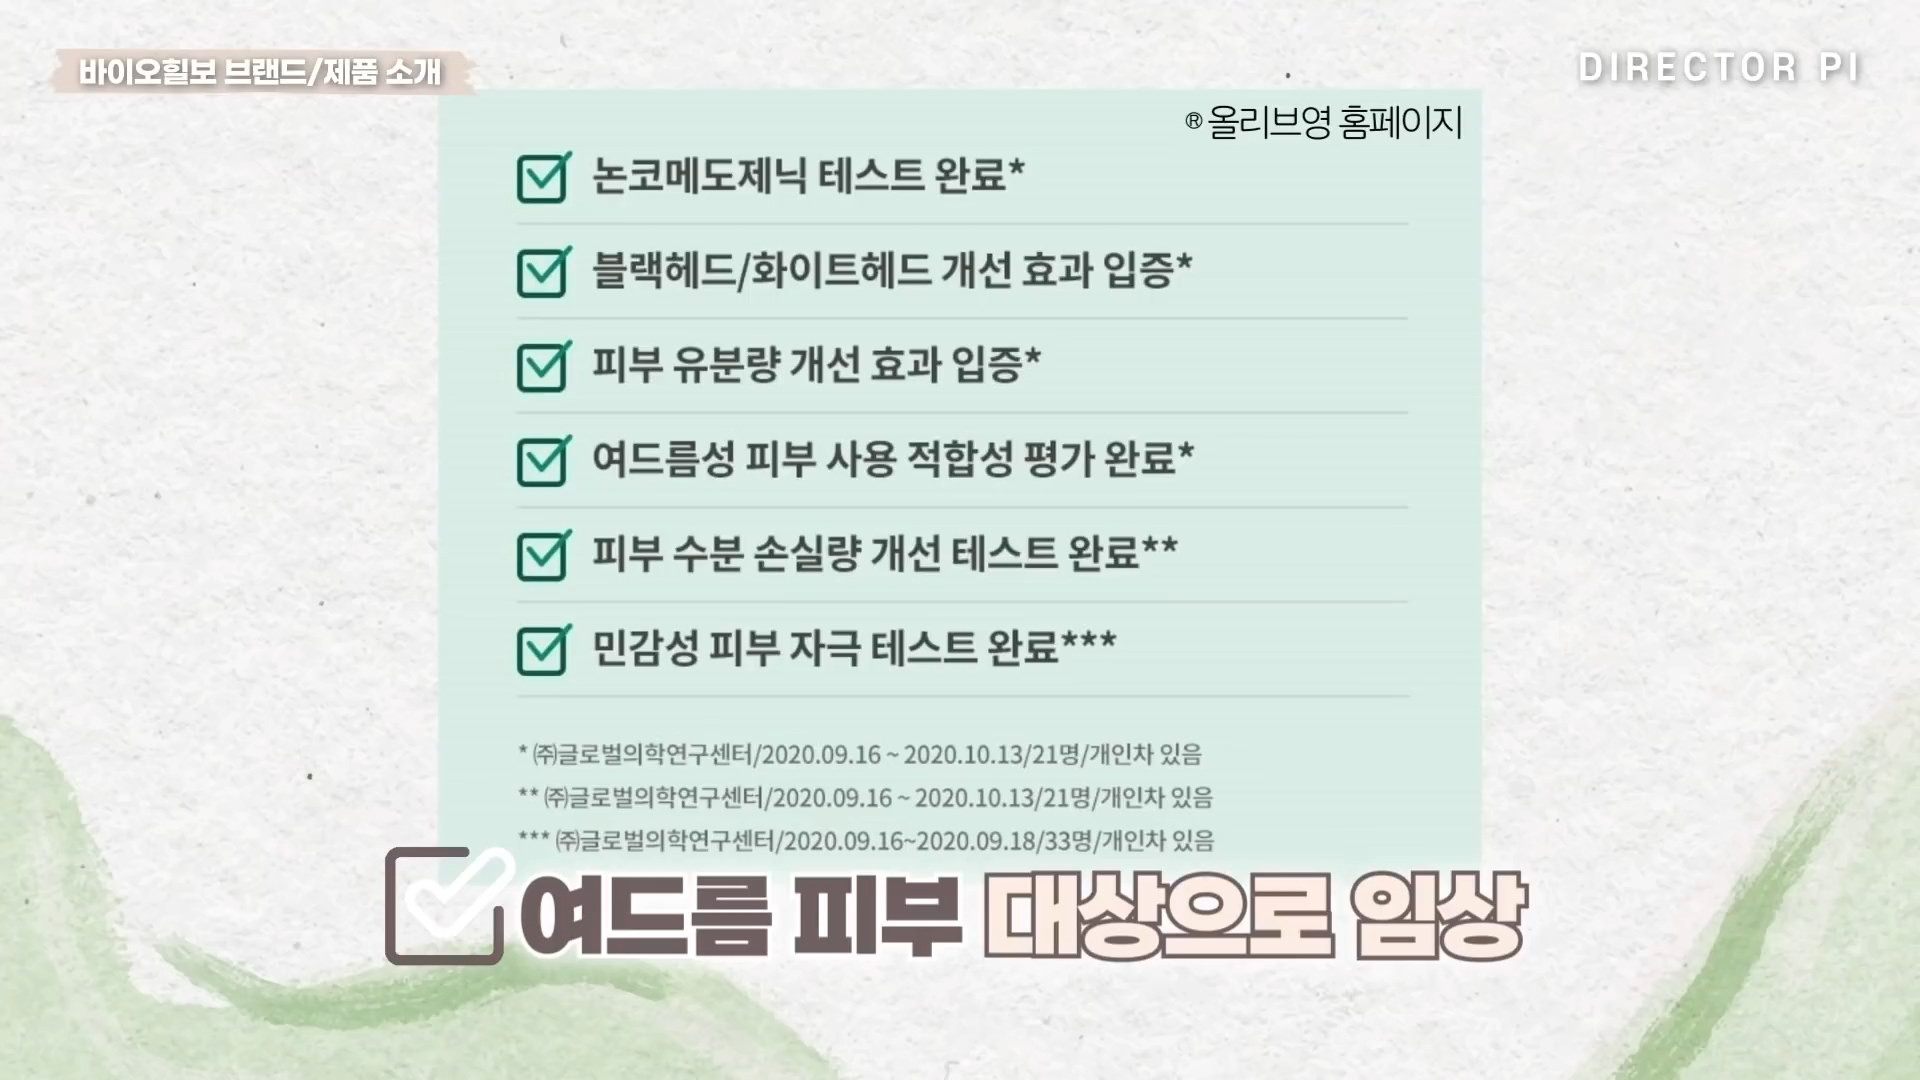 바이오힐보 브랜드/제품 소개
DIRECTOR PI
® 올리브영 홈페이지
논코메도제닉 테스트 완료*
블랙헤드/화이트헤드 개선 효과 입증*
피부 유분량 개선 효과 입증*
여드름성 피부 사용 적합성 평가 완료*
피부 수분 손실량 개선 테스트 완료**
민감성 피부 자극 테스트 완료***
* ㈜글로벌의학연구센터/2020.09.16 ~ 2020.10.13/21명/개인차 있음
** ㈜글로벌의학연구센터/2020.09.16 ~ 2020.10.13/21명/개인차 있음
*** ㈜글로벌의학연구센터/2020.09.16~2020.09.18/33명/개인차 있음
여드름 피부 대상으로 임상